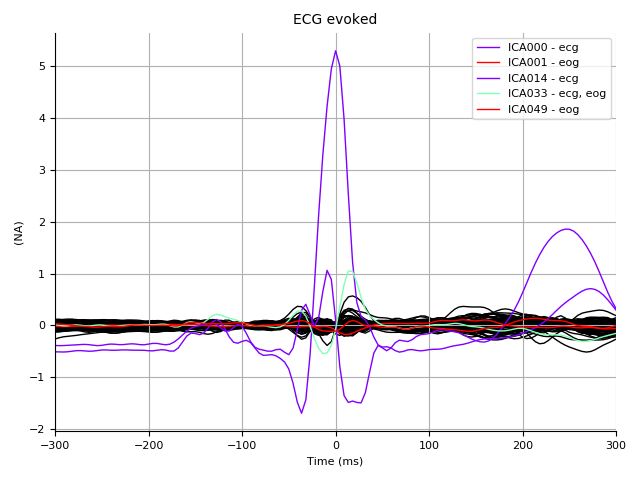 ECG evoked
ICA000 - ecg
ICA001 - eog
ICA014 - ecg
ICA033 - ecg, eog
ICA049 - eog
5
4
3
2
1
0
−1
−2
(NA)
−300 −200 −100 0 100 200 300
Time (ms)